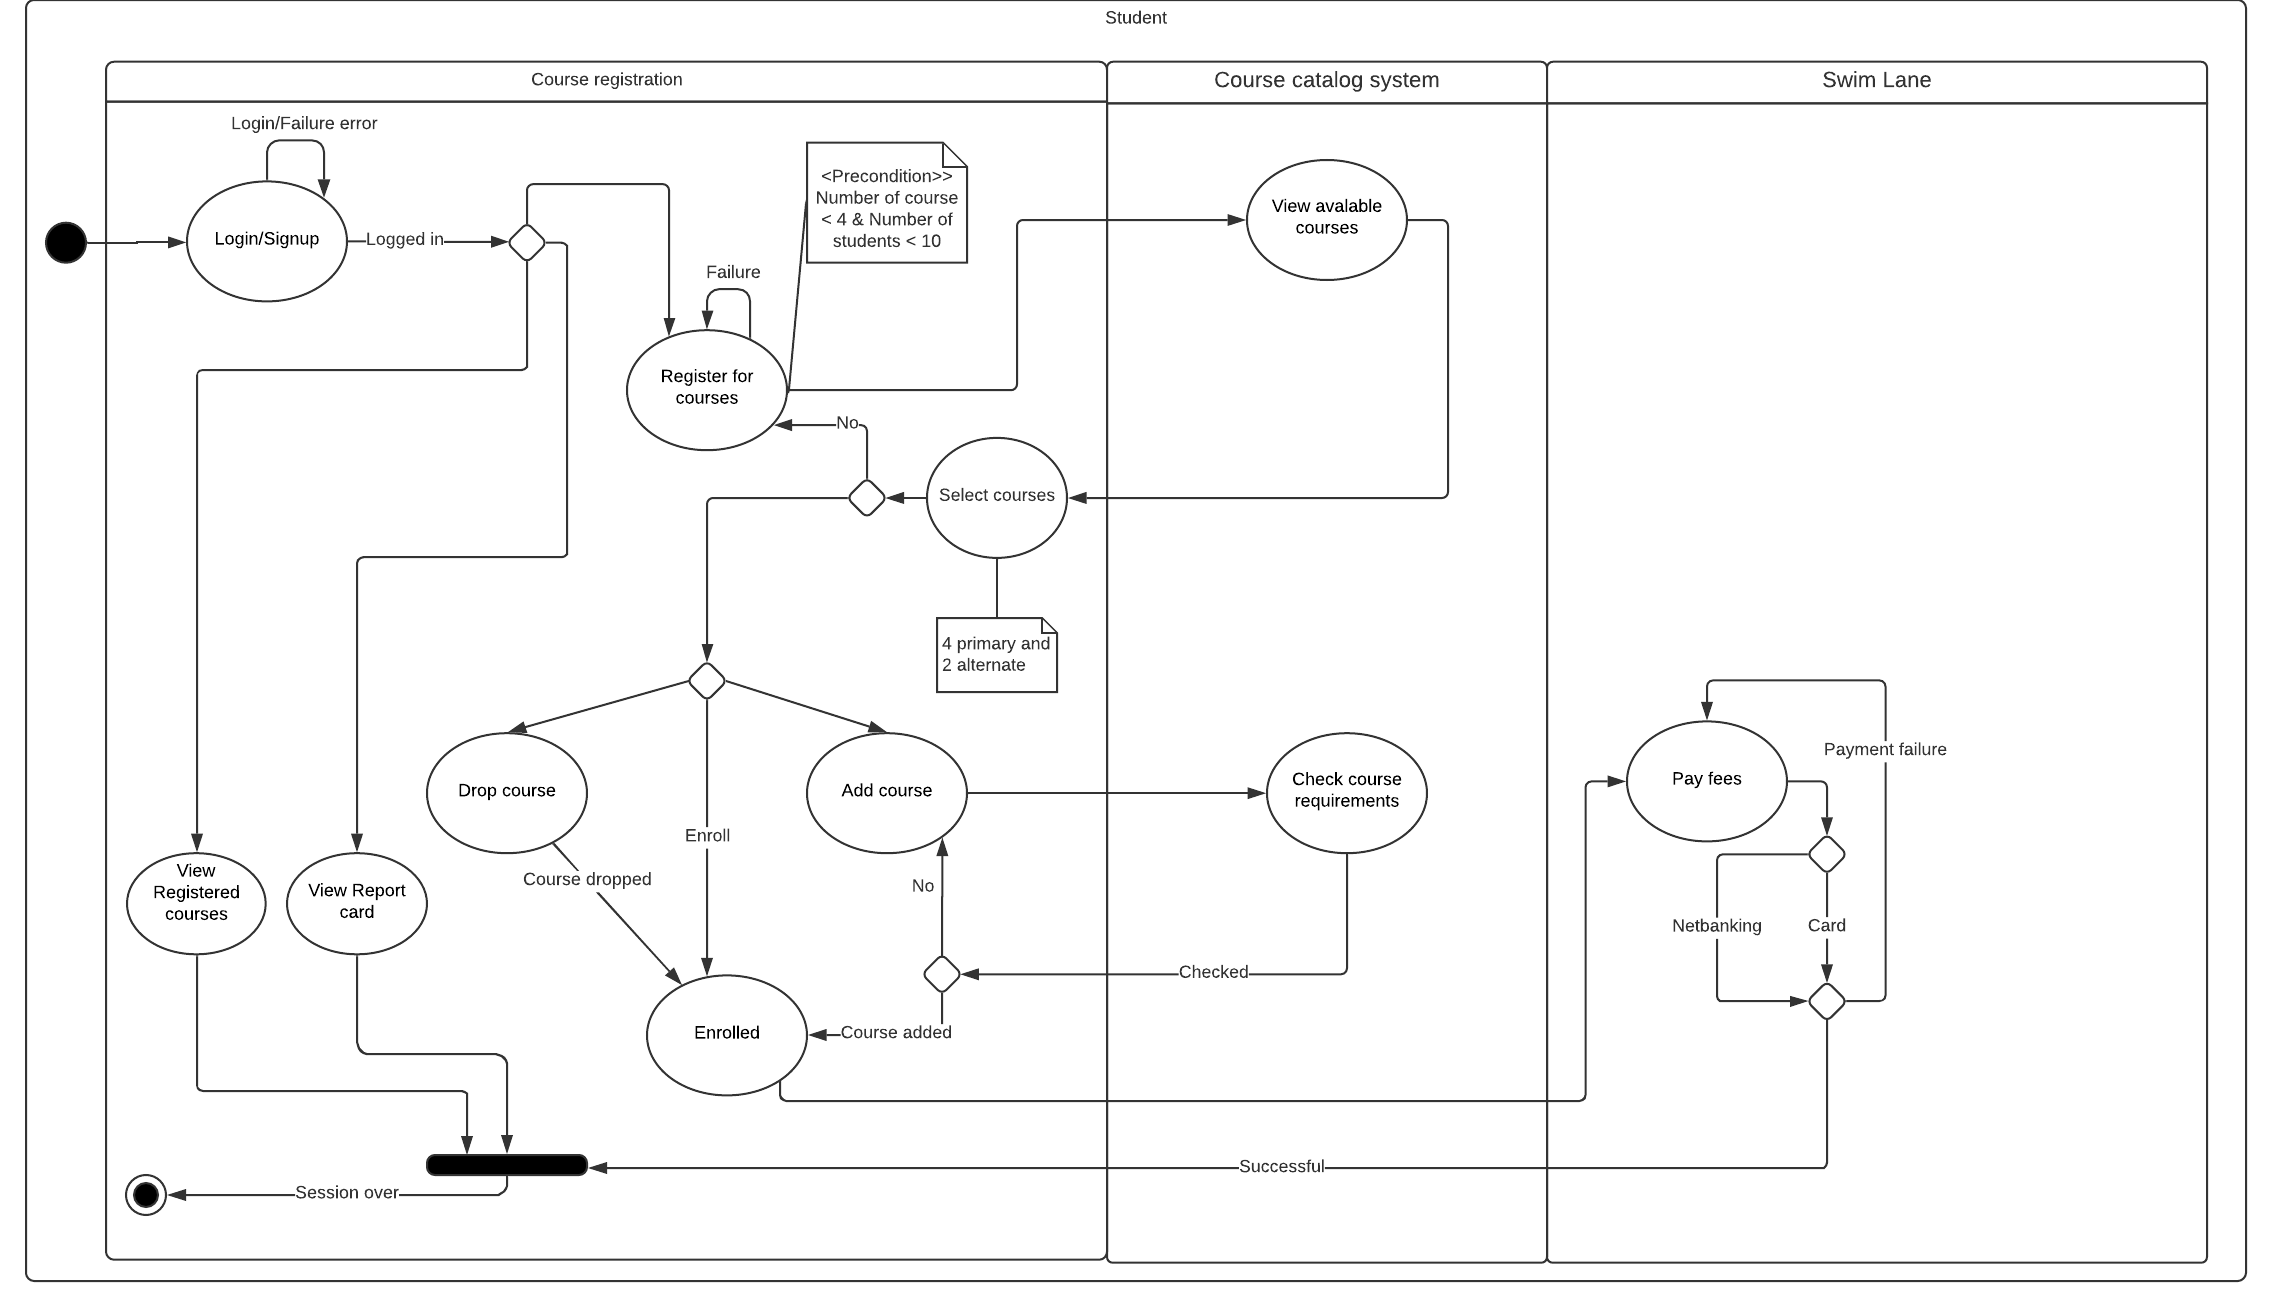 Student
Course registration
Course catalog system
Swim Lane
Login/Failure error
Login/Signup
Logged in
<Precondition>>
Number of course
< 4 & Number of
students < 10
View avalable
courses
Failure
Register for
courses
No
Select courses
4 primary and
2 alternate
Drop course
Enroll
Add course
Check course
requirements
Pay fees
Payment failure
View
Registered
courses
View Report
card
Course dropped
No
Netbanking
Card
Checked
Enrolled
Course added
Successful
Session over